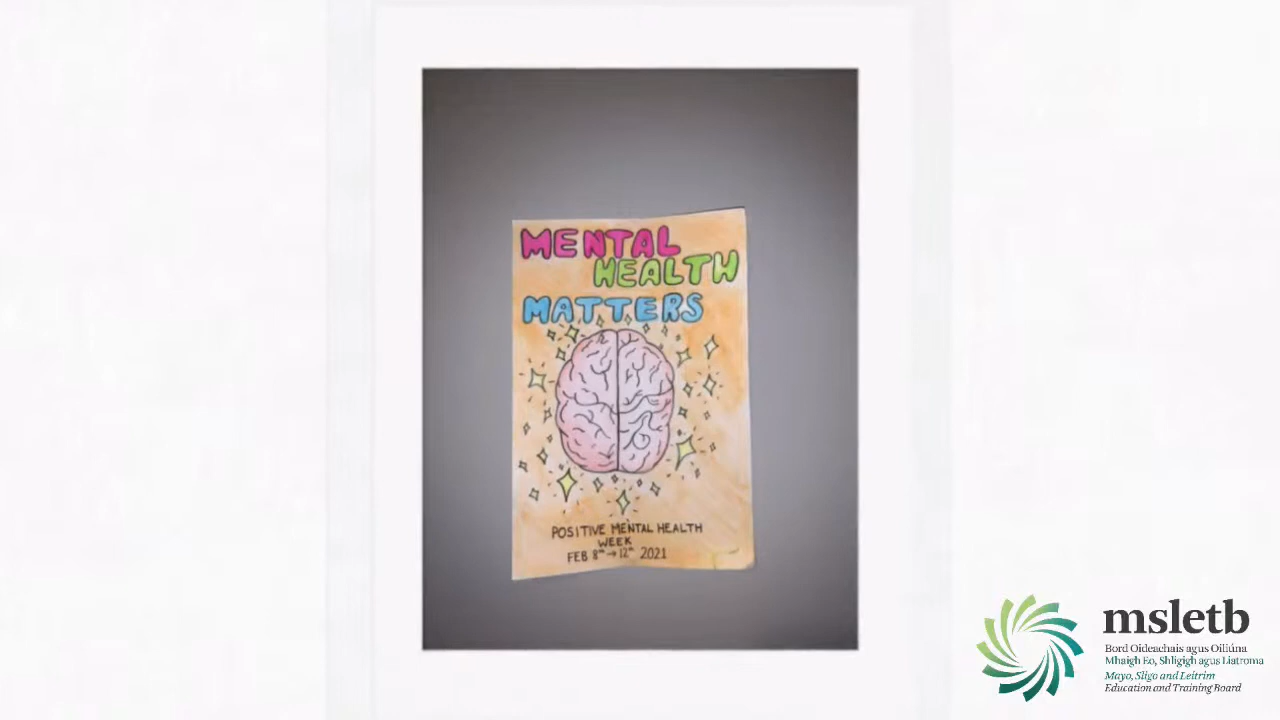 MENTAL
HEALTH
MATTERS
POSITIVE MENTAL HEALTH
WEEK
FEB 8th → 12th 2021
msletb
Bord Oideachais agus Oiliúna
Mhaigh Eo, Shligigh agus Liatroma
Mayo, Sligo and Leitrim
Education and Training Board